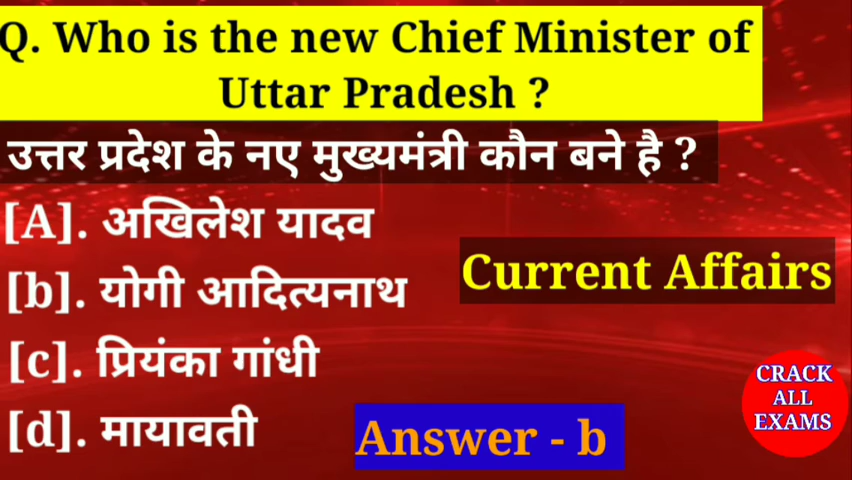 Q. Who is the new Chief Minister of
Uttar Pradesh ?
उत्तर प्रदेश के नए मुख्यमंत्री कौन बने है ?
[A]. अखिलेश यादव
[b]. योगी आदित्यनाथ
Current Affairs
[c]. प्रियंका गांधी
[d]. मायावती
Answer - b
CRACK
ALL
EXAMS